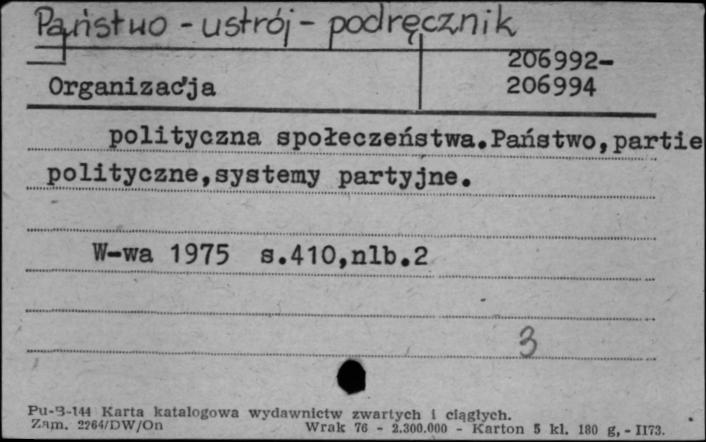 Państwo - ustrój - podręcznik
206992-
Organizacja 206994
polityczna społeczeństwa.Państwo,partie
polityczne,systemy partyjne.
W-wa 1975 s.410,nlb.2
3
Pu-B-144 Karta katalogowa wydawnictw zwartych i ciągłych.
Zam. 2264/DW/On Wrak 76 - 2.300.000 - Karton 5 kl. 180 g, - II73.